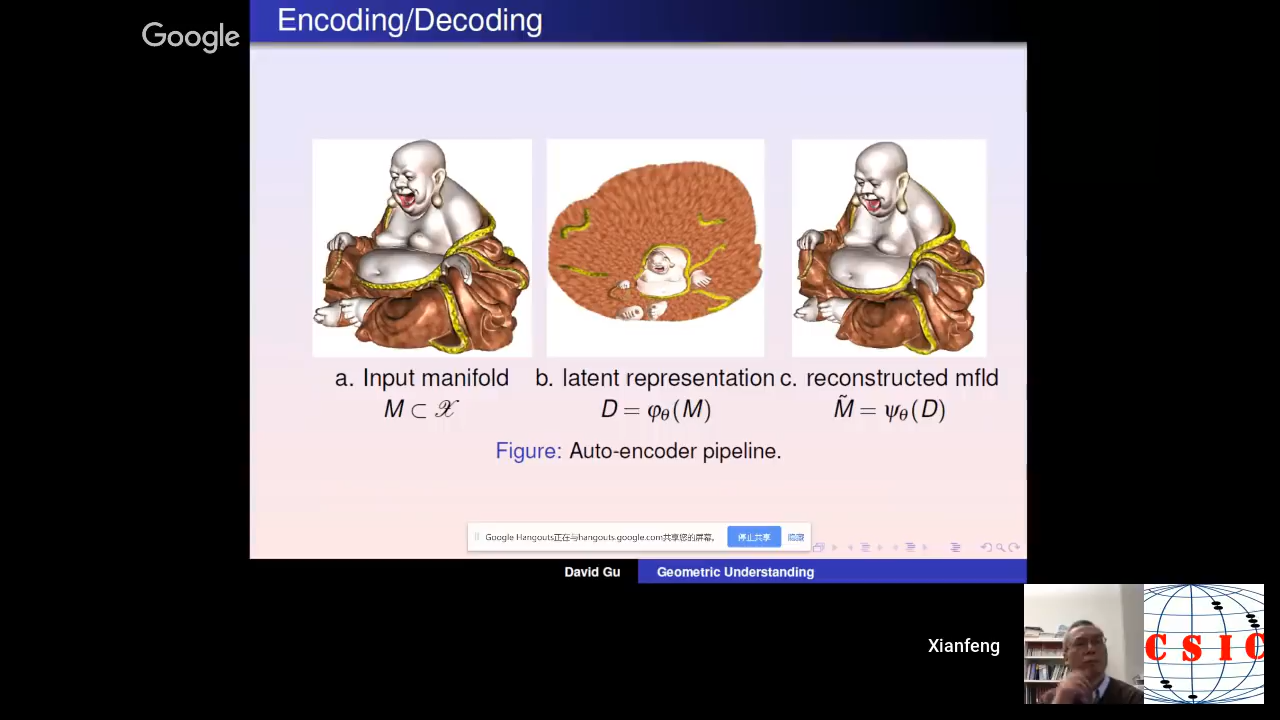 Google
Encoding/Decoding
a. Input manifold
M ⊂ 𝒳
b. latent representation
D = φθ(M)
c. reconstructed mfld
M̃ = ψθ(D)
Figure: Auto-encoder pipeline.
Google Hangouts正在与hangouts.google.com共享您的屏幕。 停止共享 隐藏
David Gu Geometric Understanding
Xianfeng
CSIC